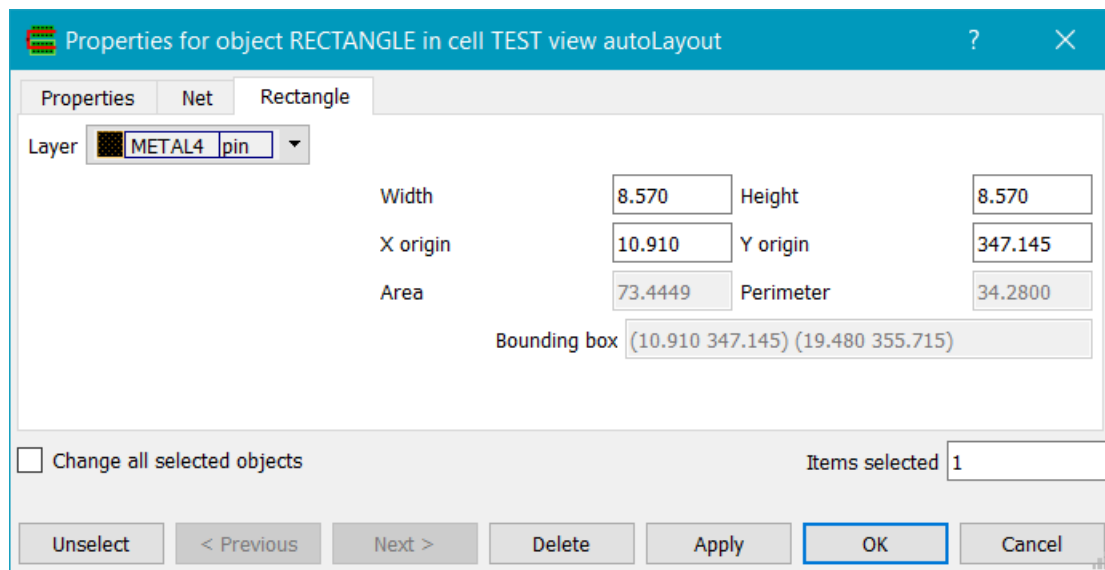 Properties for object RECTANGLE in cell TEST view autoLayout ? ×
Properties Net Rectangle
Layer METAL4 pin
Width 8.570 Height 8.570
X origin 10.910 Y origin 347.145
Area 73.4449 Perimeter 34.2800
Bounding box (10.910 347.145) (19.480 355.715)
Change all selected objects Items selected 1
Unselect < Previous Next > Delete Apply OK Cancel